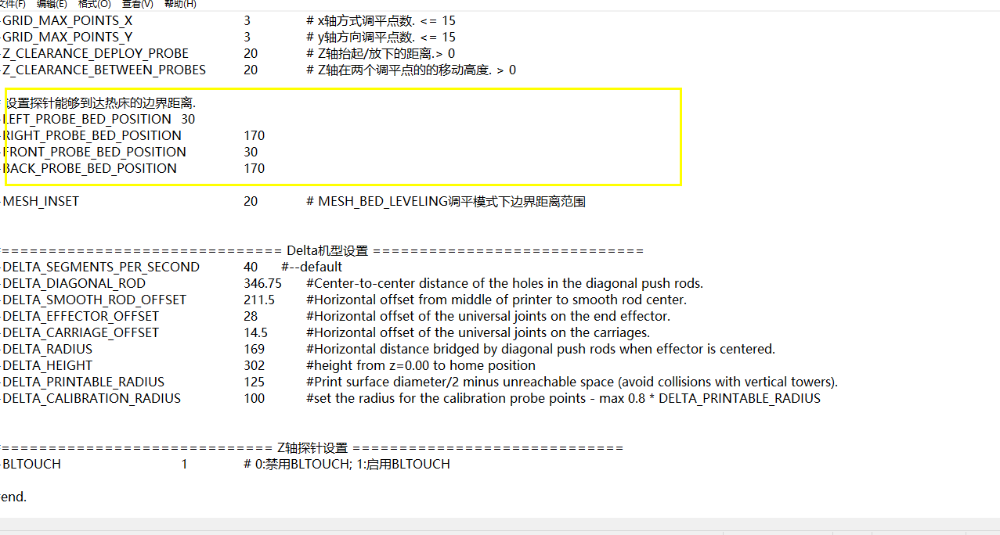 文件(F) 编辑(E) 格式(O) 查看(V) 帮助(H)
GRID_MAX_POINTS_X 3 # x轴方式调平点数. <= 15
GRID_MAX_POINTS_Y 3 # y轴方向调平点数. <= 15
Z_CLEARANCE_DEPLOY_PROBE 20 # Z轴抬起/放下的距离.> 0
Z_CLEARANCE_BETWEEN_PROBES 20 # Z轴在两个调平点的的移动高度. > 0
设置探针能够到达热床的边界距离.
LEFT_PROBE_BED_POSITION 30
RIGHT_PROBE_BED_POSITION 170
FRONT_PROBE_BED_POSITION 30
BACK_PROBE_BED_POSITION 170
MESH_INSET 20 # MESH_BED_LEVELING调平模式下边界距离范围
============================== Delta机型设置 =============================
DELTA_SEGMENTS_PER_SECOND 40 #--default
DELTA_DIAGONAL_ROD 346.75 #Center-to-center distance of the holes in the diagonal push rods.
DELTA_SMOOTH_ROD_OFFSET 211.5 #Horizontal offset from middle of printer to smooth rod center.
DELTA_EFFECTOR_OFFSET 28 #Horizontal offset of the universal joints on the end effector.
DELTA_CARRIAGE_OFFSET 14.5 #Horizontal offset of the universal joints on the carriages.
DELTA_RADIUS 169 #Horizontal distance bridged by diagonal push rods when effector is centered.
DELTA_HEIGHT 302 #height from z=0.00 to home position
DELTA_PRINTABLE_RADIUS 125 #Print surface diameter/2 minus unreachable space (avoid collisions with vertical towers).
DELTA_CALIBRATION_RADIUS 100 #set the radius for the calibration probe points - max 0.8 * DELTA_PRINTABLE_RADIUS
============================= Z轴探针设置 =============================
BLTOUCH 1 # 0:禁用BLTOUCH; 1:启用BLTOUCH
end.